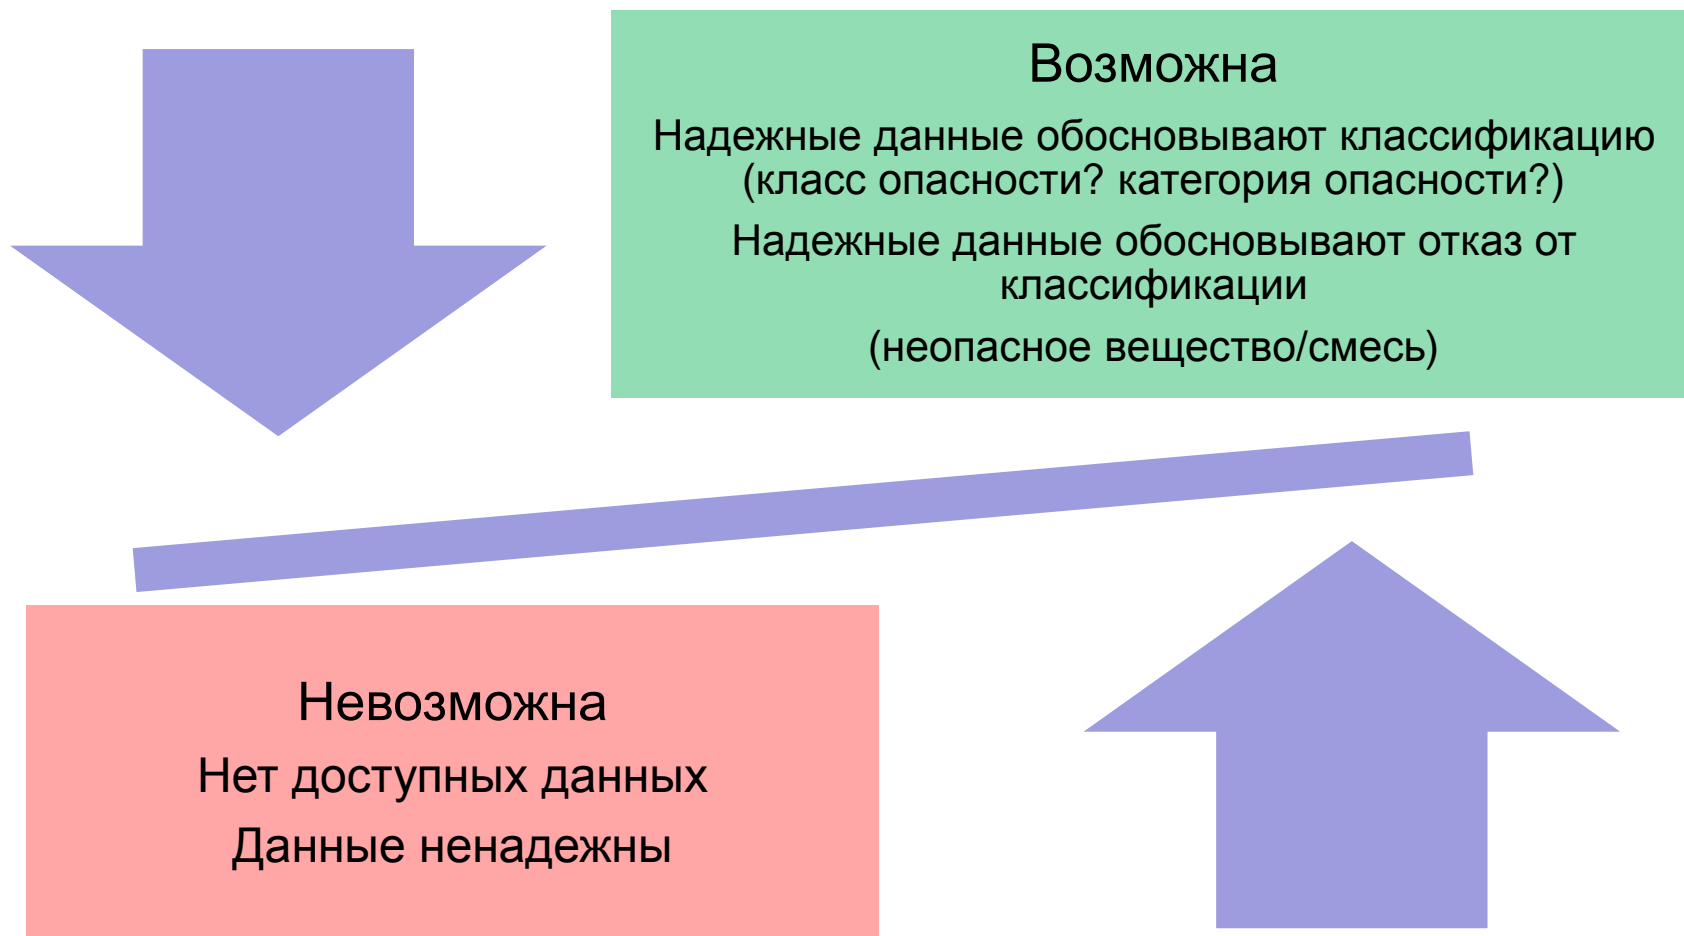 Возможна
Надежные данные обосновывают классификацию
(класс опасности? категория опасности?)
Надежные данные обосновывают отказ от
классификации
(неопасное вещество/смесь)
Невозможна
Нет доступных данных
Данные ненадежны